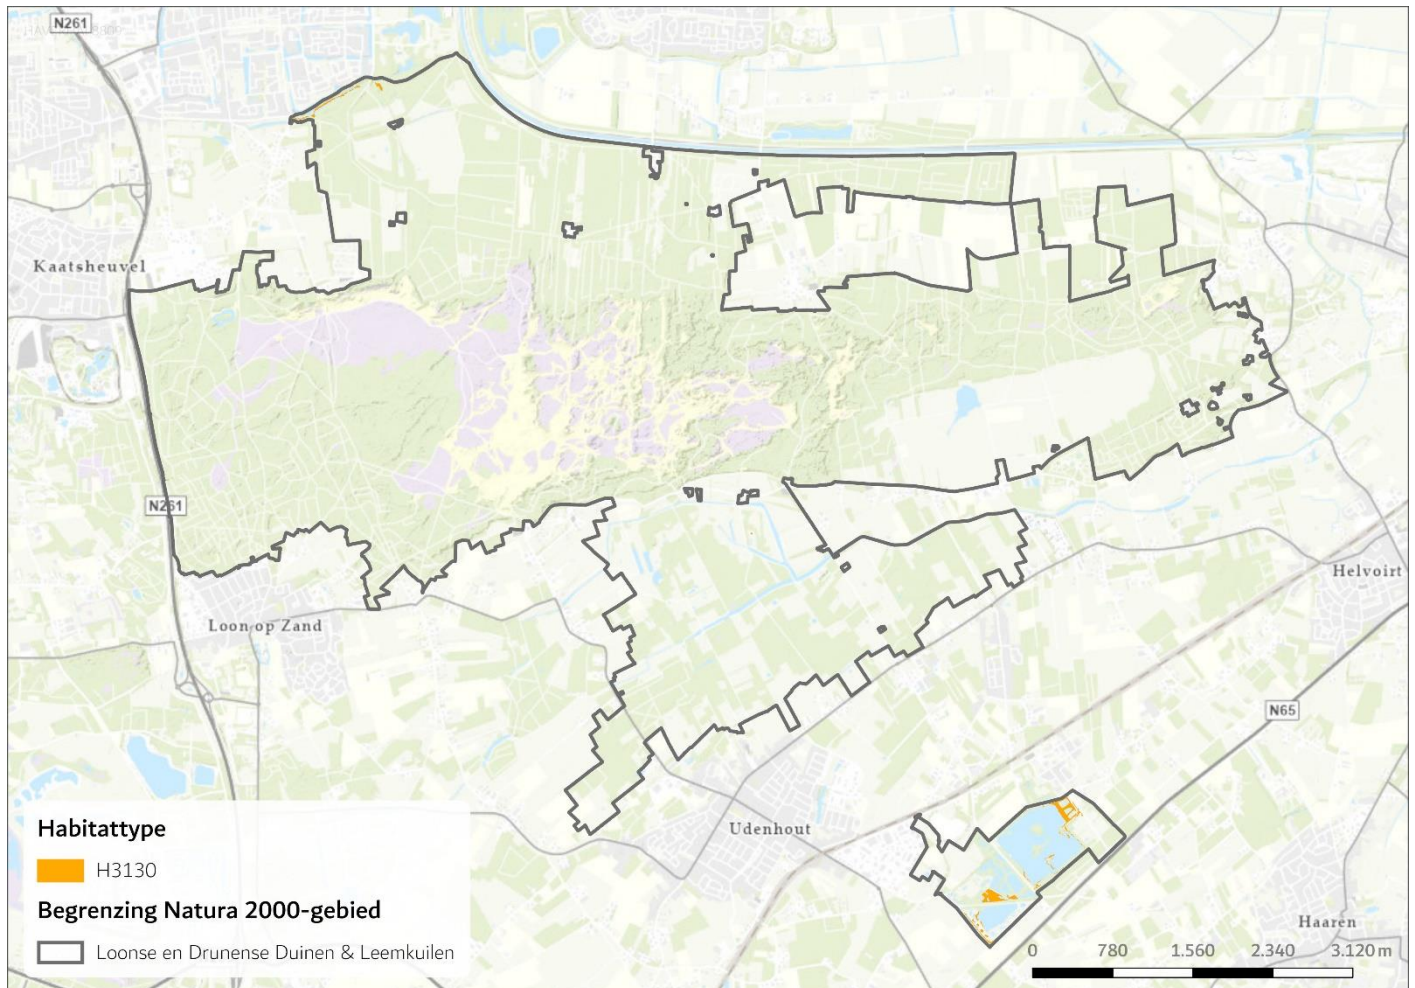 N261
Kaatsheuvel
N261
Loon op Zand
Helvoirt
N65
Udenhout
Haaren
Habitattype
H3130
Begrenzing Natura 2000-gebied
Loonse en Drunense Duinen & Leemkuilen
0 780 1.560 2.340 3.120 m